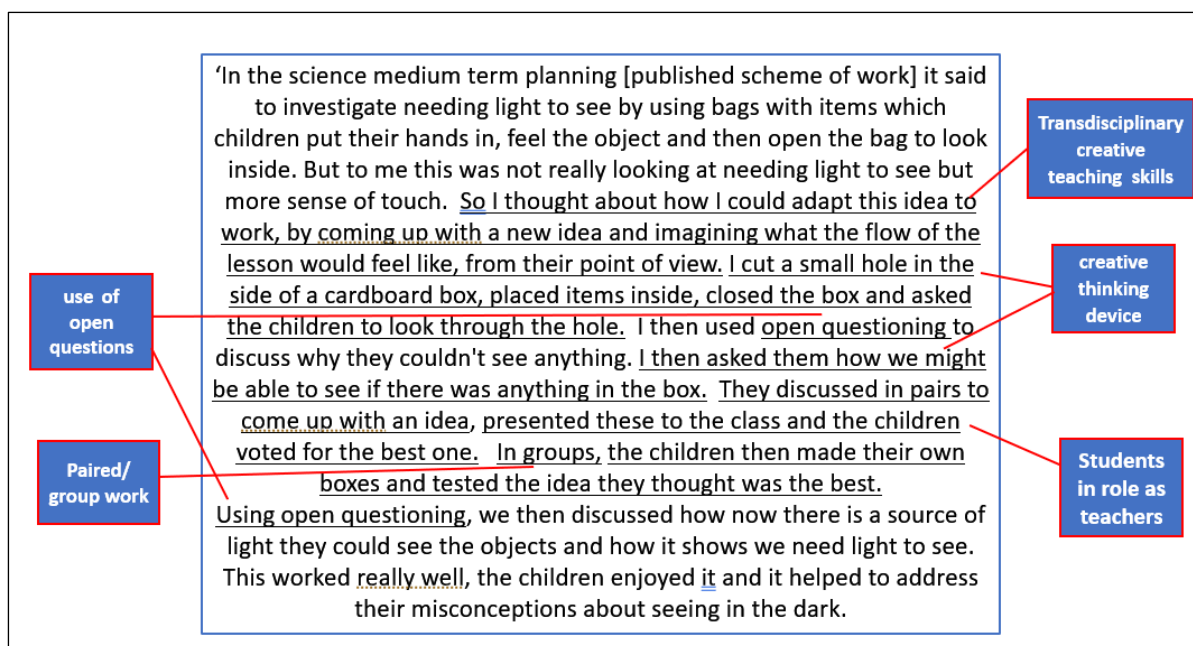 ‘In the science medium term planning [published scheme of work] it said
to investigate needing light to see by using bags with items which
children put their hands in, feel the object and then open the bag to look
inside. But to me this was not really looking at needing light to see but
more sense of touch.  So I thought about how I could adapt this idea to
work, by coming up with a new idea and imagining what the flow of the
lesson would feel like, from their point of view. I cut a small hole in the
side of a cardboard box, placed items inside, closed the box and asked
the children to look through the hole.  I then used open questioning to
discuss why they couldn't see anything. I then asked them how we might
be able to see if there was anything in the box.  They discussed in pairs to
come up with an idea, presented these to the class and the children
voted for the best one.   In groups, the children then made their own
boxes and tested the idea they thought was the best.
Using open questioning, we then discussed how now there is a source of
light they could see the objects and how it shows we need light to see.
This worked really well, the children enjoyed it and it helped to address
their misconceptions about seeing in the dark.
use of
open
questions
Paired/
group work
Transdisciplinary
creative
teaching skills
creative
thinking
device
Students
in role as
teachers